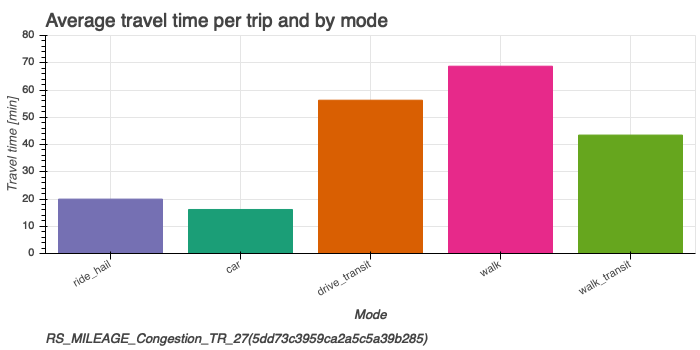 Average travel time per trip and by mode
Travel time [min]
80
70
60
50
40
30
20
10
0
ride_hail
car
drive_transit
walk
walk_transit
Mode
RS_MILEAGE_Congestion_TR_27(5dd73c3959ca2a5c5a39b285)